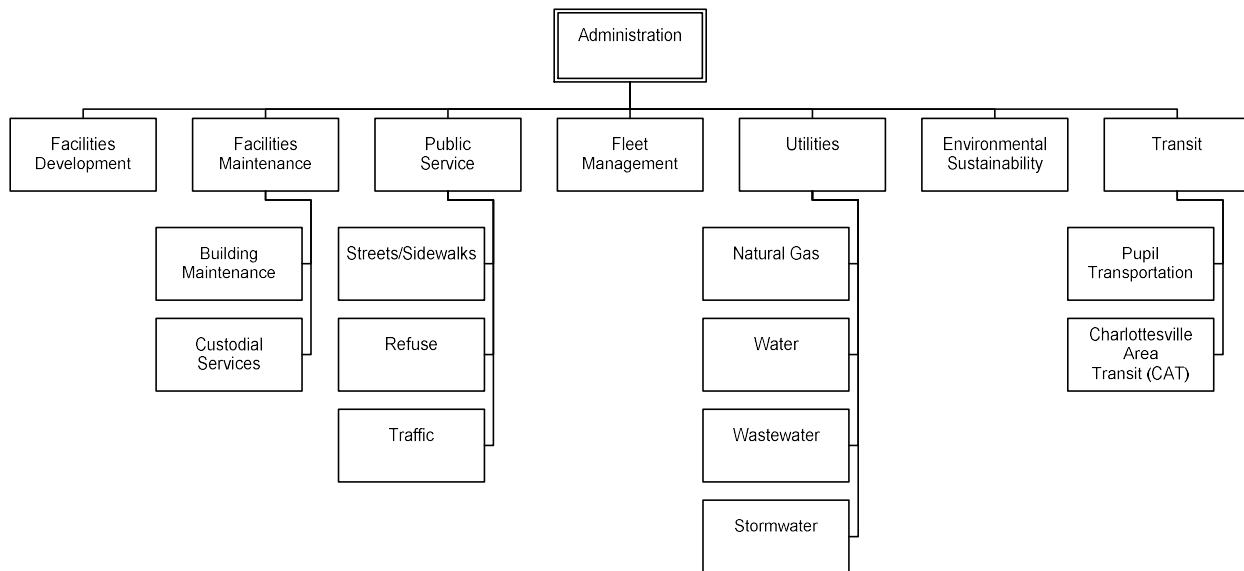 Administration
Facilities
Development
Facilities
Maintenance
Public
Service
Fleet
Management
Utilities
Environmental
Sustainability
Transit
Building
Maintenance
Custodial
Services
Streets/Sidewalks
Refuse
Traffic
Natural Gas
Water
Wastewater
Stormwater
Pupil
Transportation
Charlottesville
Area
Transit (CAT)